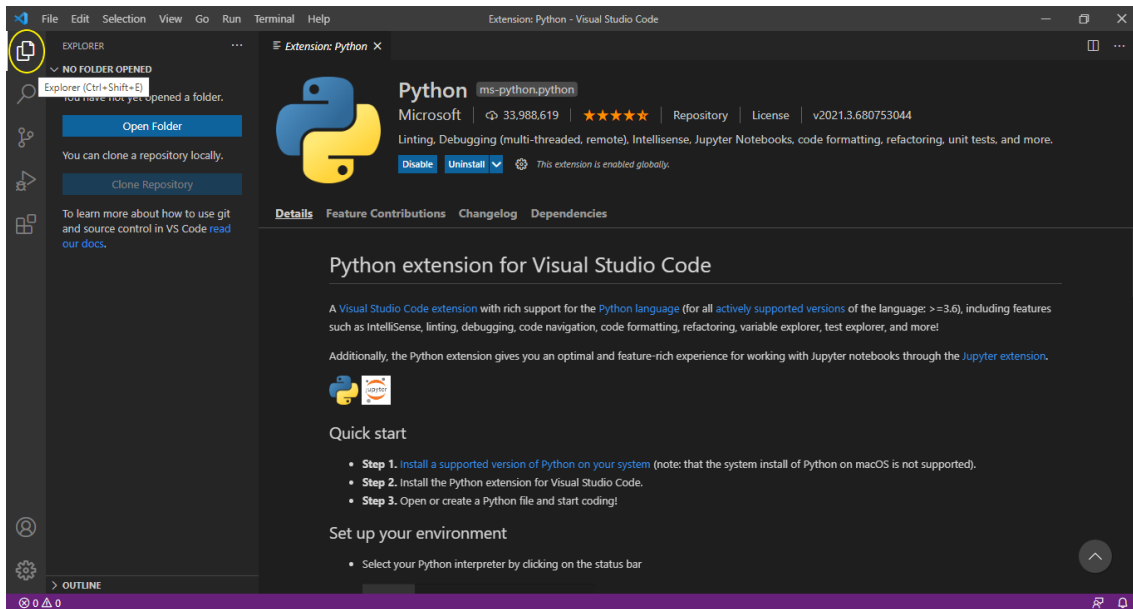 File Edit Selection View Go Run Terminal Help
Extension: Python - Visual Studio Code
EXPLORER
Extension: Python
NO FOLDER OPENED
Explorer (Ctrl+Shift+E)
You have not yet opened a folder.
Open Folder
You can clone a repository locally.
Clone Repository
To learn more about how to use git
and source control in VS Code read
our docs.
OUTLINE
Python ms-python.python
Microsoft 33,988,619 Repository License v2021.3.680753044
Linting, Debugging (multi-threaded, remote), Intellisense, Jupyter Notebooks, code formatting, refactoring, unit tests, and more.
Disable Uninstall This extension is enabled globally.
Details Feature Contributions Changelog Dependencies
Python extension for Visual Studio Code
A Visual Studio Code extension with rich support for the Python language (for all actively supported versions of the language: >=3.6), including features
such as IntelliSense, linting, debugging, code navigation, code formatting, refactoring, variable explorer, test explorer, and more!
Additionally, the Python extension gives you an optimal and feature-rich experience for working with Jupyter notebooks through the Jupyter extension.
jupyter
Quick start
• Step 1. Install a supported version of Python on your system (note: that the system install of Python on macOS is not supported).
• Step 2. Install the Python extension for Visual Studio Code.
• Step 3. Open or create a Python file and start coding!
Set up your environment
• Select your Python interpreter by clicking on the status bar
0 0